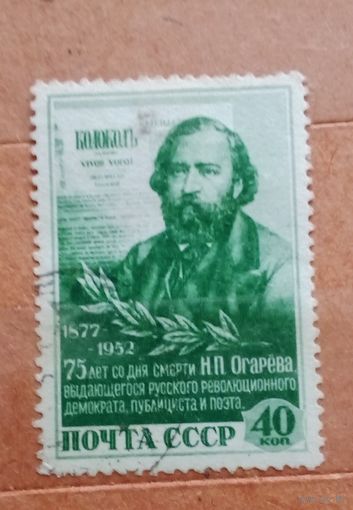 КОЛОКОЛЪ
VIVOS VOCO!
1877
1952
75 ЛЕТ СО ДНЯ СМЕРТИ Н.П. ОГАРЁВА,
ВЫДАЮЩЕГОСЯ РУССКОГО РЕВОЛЮЦИОННОГО
ДЕМОКРАТА, ПУБЛИЦИСТА И ПОЭТА.
ПОЧТА СССР
40
КОП.